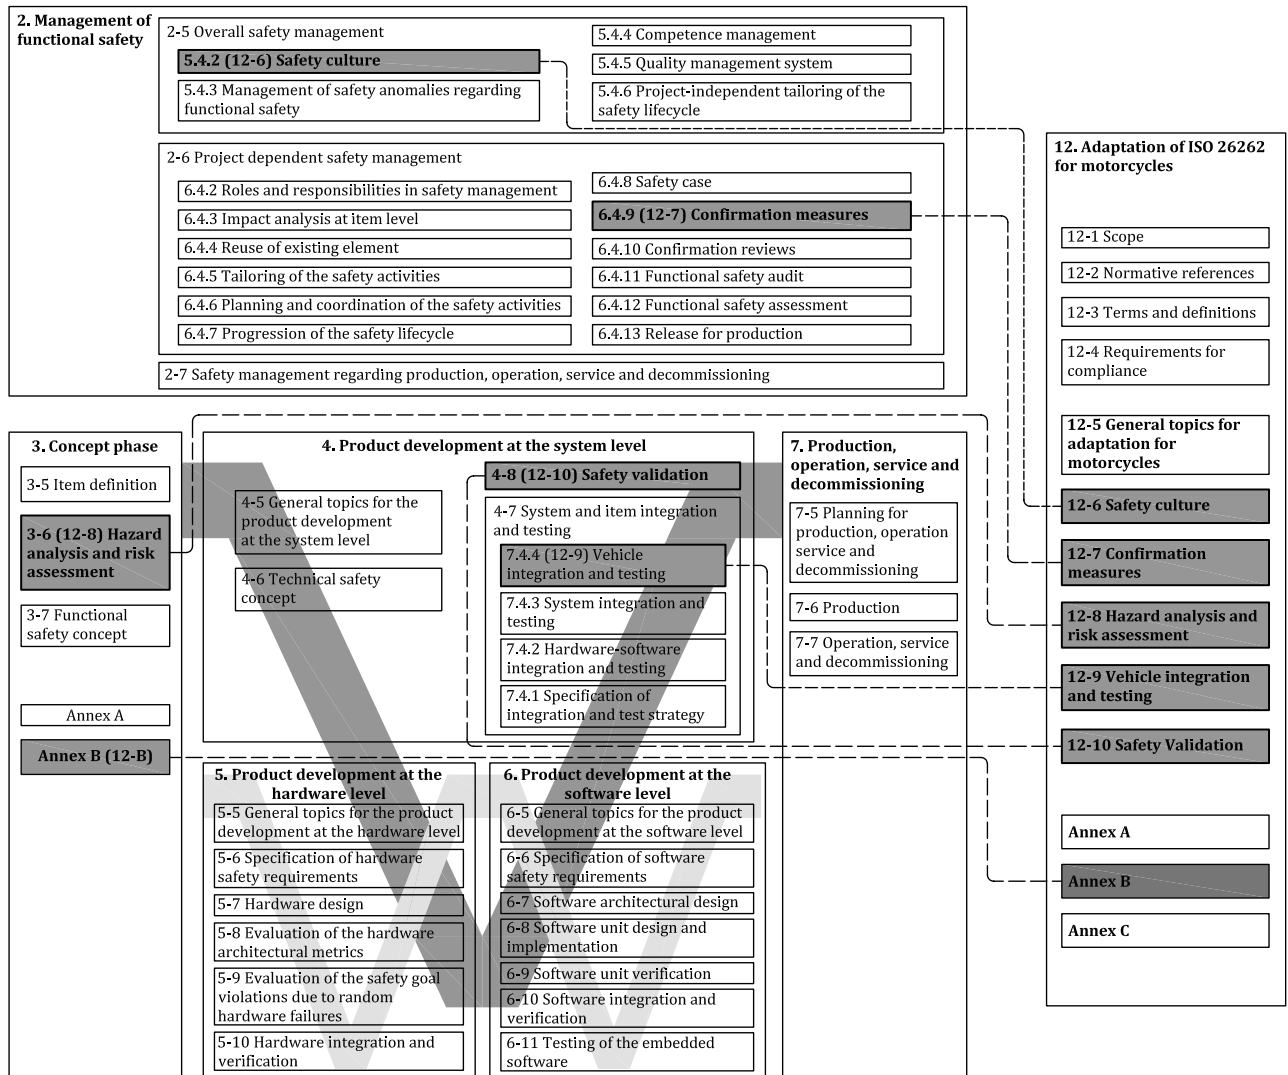 2. Management of
functional safety
2-5 Overall safety management
5.4.2 (12-6) Safety culture
5.4.3 Management of safety anomalies regarding
functional safety
5.4.4 Competence management
5.4.5 Quality management system
5.4.6 Project-independent tailoring of the
safety lifecycle
2-6 Project dependent safety management
6.4.2 Roles and responsibilities in safety management
6.4.3 Impact analysis at item level
6.4.4 Reuse of existing element
6.4.5 Tailoring of the safety activities
6.4.6 Planning and coordination of the safety activities
6.4.7 Progression of the safety lifecycle
6.4.8 Safety case
6.4.9 (12-7) Confirmation measures
6.4.10 Confirmation reviews
6.4.11 Functional safety audit
6.4.12 Functional safety assessment
6.4.13 Release for production
2-7 Safety management regarding production, operation, service and decommissioning
3. Concept phase
3-5 Item definition
3-6 (12-8) Hazard
analysis and risk
assessment
3-7 Functional
safety concept
Annex A
Annex B (12-B)
4. Product development at the system level
4-5 General topics for the
product development
at the system level
4-6 Technical safety
concept
4-8 (12-10) Safety validation
4-7 System and item integration
and testing
7.4.4 (12-9) Vehicle
integration and testing
7.4.3 System integration and
testing
7.4.2 Hardware-software
integration and testing
7.4.1 Specification of
integration and test strategy
7. Production,
operation, service and
decommissioning
7-5 Planning for
production, operation
service and
decommissioning
7-6 Production
7-7 Operation, service
and decommissioning
5. Product development at the
hardware level
5-5 General topics for the product
development at the hardware level
5-6 Specification of hardware
safety requirements
5-7 Hardware design
5-8 Evaluation of the hardware
architectural metrics
5-9 Evaluation of the safety goal
violations due to random
hardware failures
5-10 Hardware integration and
verification
6. Product development at the
software level
6-5 General topics for the product
development at the software level
6-6 Specification of software
safety requirements
6-7 Software architectural design
6-8 Software unit design and
implementation
6-9 Software unit verification
6-10 Software integration and
verification
6-11 Testing of the embedded
software
12. Adaptation of ISO 26262
for motorcycles
12-1 Scope
12-2 Normative references
12-3 Terms and definitions
12-4 Requirements for
compliance
12-5 General topics for
adaptation for
motorcycles
12-6 Safety culture
12-7 Confirmation
measures
12-8 Hazard analysis and
risk assessment
12-9 Vehicle integration
and testing
12-10 Safety Validation
Annex A
Annex B
Annex C